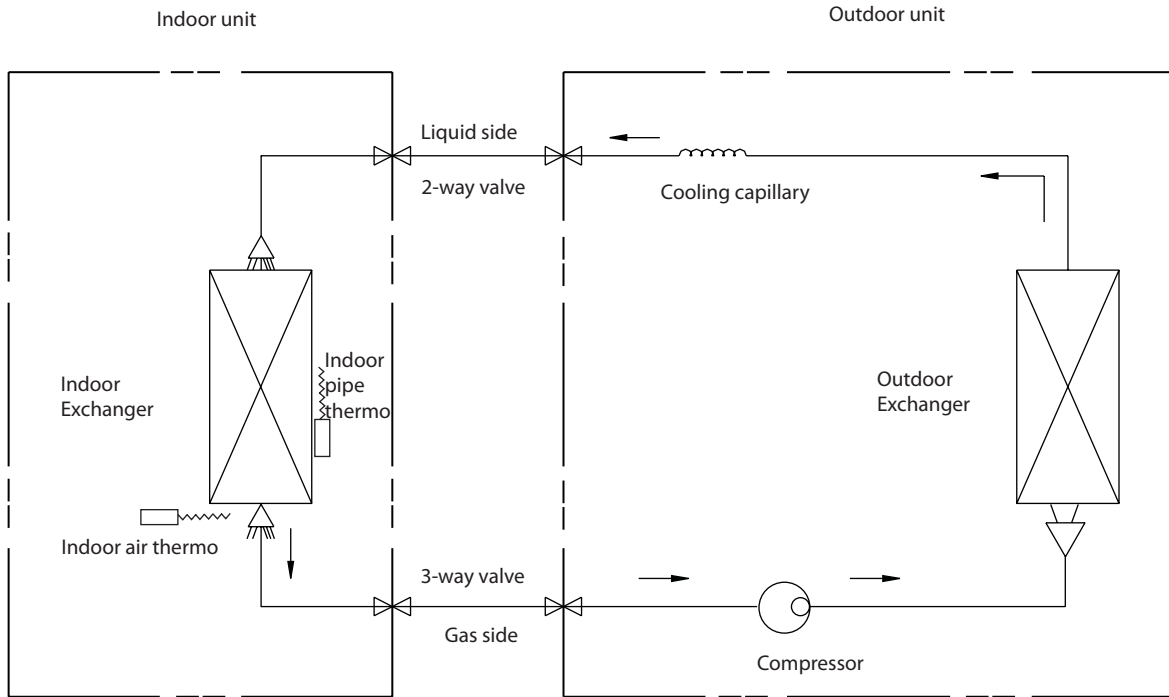 Indoor unit
Outdoor unit
Liquid side
2-way valve
Cooling capillary
Indoor
Exchanger
Indoor
pipe
thermo
Outdoor
Exchanger
Indoor air thermo
3-way valve
Gas side
Compressor